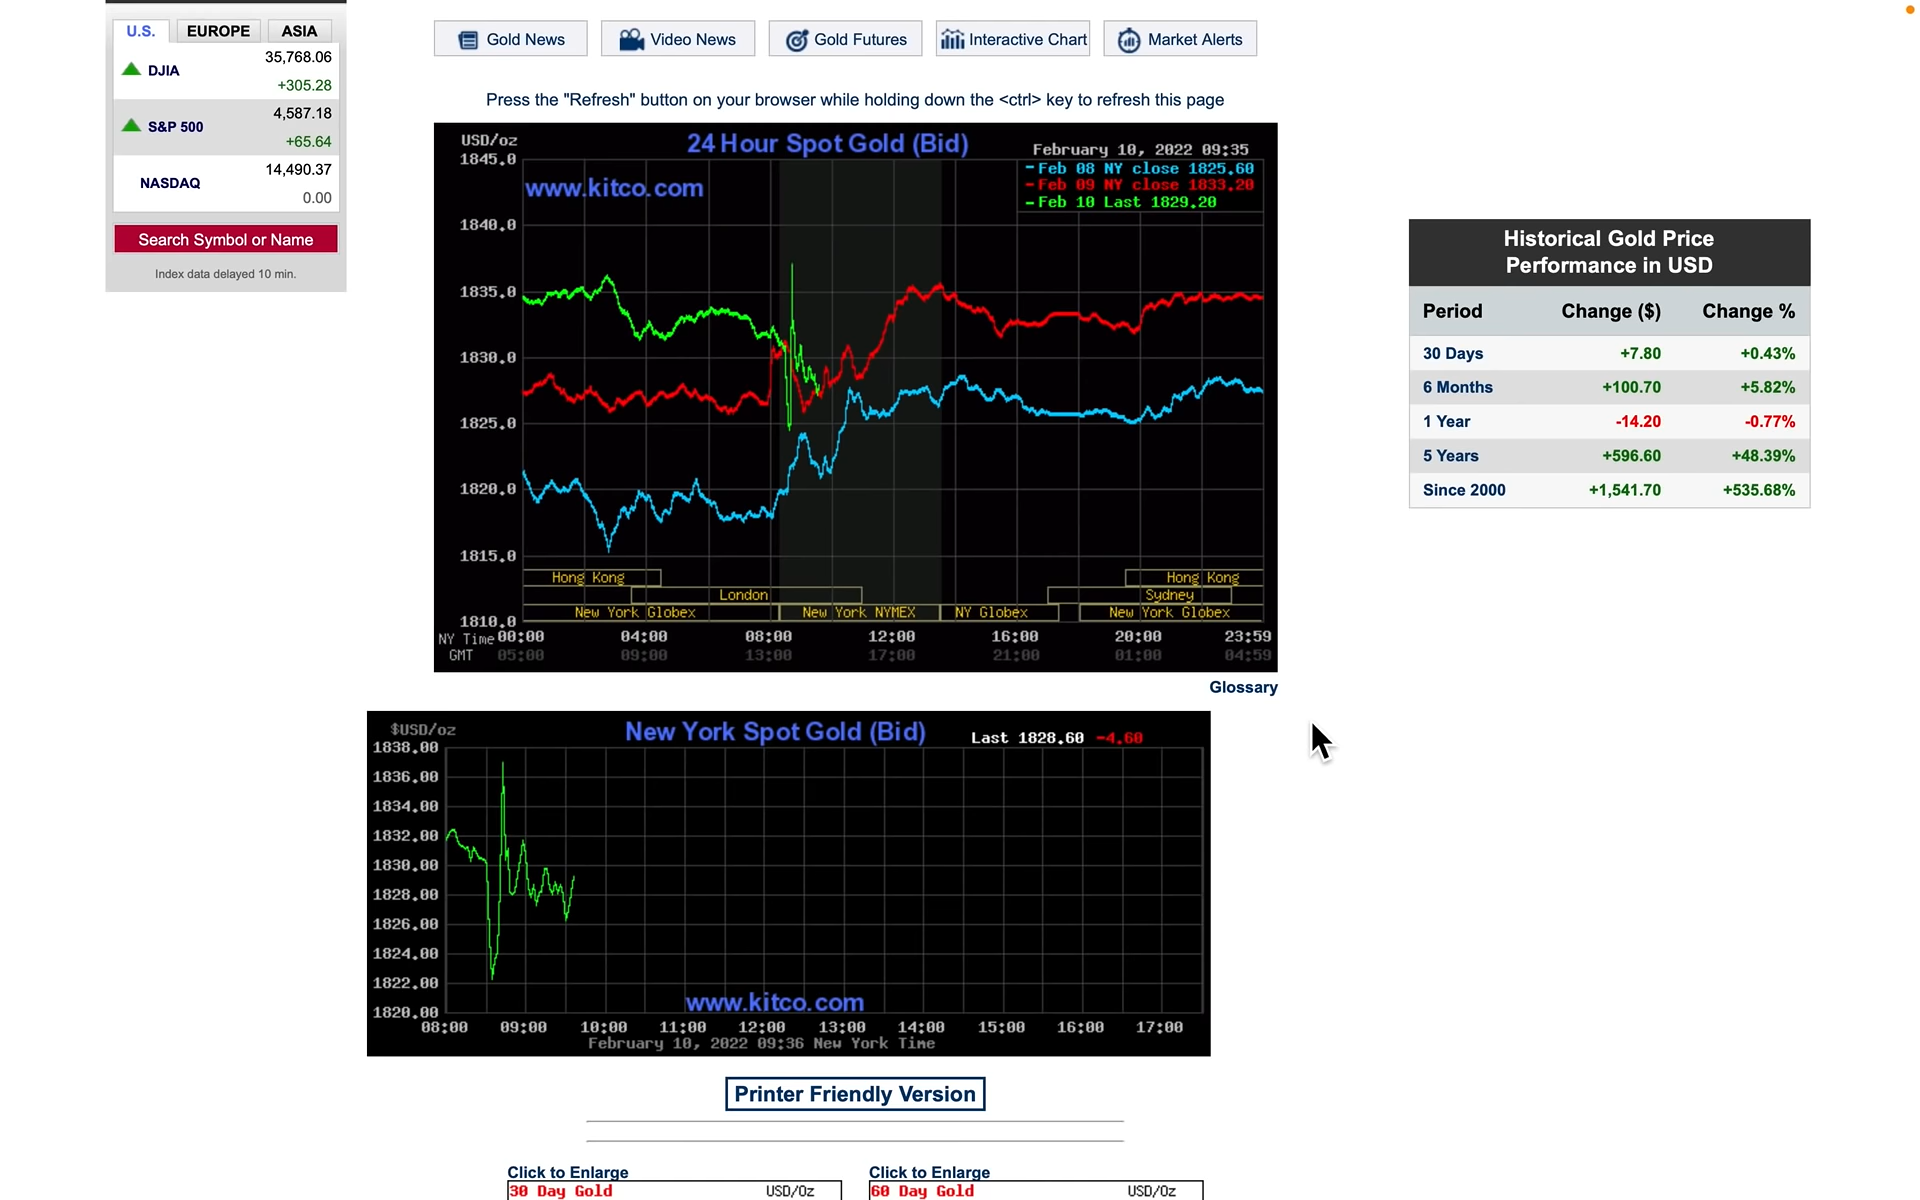 U.S. EUROPE ASIA
DJIA 35,768.06
+305.28
S&P 500 4,587.18
+65.64
NASDAQ 14,490.37
0.00
Search Symbol or Name
Index data delayed 10 min.
Gold News Video News Gold Futures Interactive Chart Market Alerts
Press the "Refresh" button on your browser while holding down the <ctrl> key to refresh this page
USD/oz 24 Hour Spot Gold (Bid) February 10, 2022 09:35
www.kitco.com
Feb 08 NY close 1825.60
Feb 09 NY close 1833.20
Feb 10 Last 1829.20
1845.0
1840.0
1835.0
1830.0
1825.0
1820.0
1815.0
1810.0
Hong Kong Hong Kong
London Sydney
New York Globex New York NYMEX NY Globex New York Globex
NY Time 00:00 04:00 08:00 12:00 16:00 20:00 23:59
GMT 05:00 09:00 13:00 17:00 21:00 01:00 04:59
Glossary
Historical Gold Price
Performance in USD
Period Change ($) Change %
30 Days +7.80 +0.43%
6 Months +100.70 +5.82%
1 Year -14.20 -0.77%
5 Years +596.60 +48.39%
Since 2000 +1,541.70 +535.68%
$USD/oz New York Spot Gold (Bid) Last 1828.60 -4.60
1838.00
1836.00
1834.00
1832.00
1830.00
1828.00
1826.00
1824.00
1822.00
1820.00
www.kitco.com
08:00 09:00 10:00 11:00 12:00 13:00 14:00 15:00 16:00 17:00
February 10, 2022 09:36 New York Time
Printer Friendly Version
Click to Enlarge Click to Enlarge
30 Day Gold USD/Oz 60 Day Gold USD/Oz